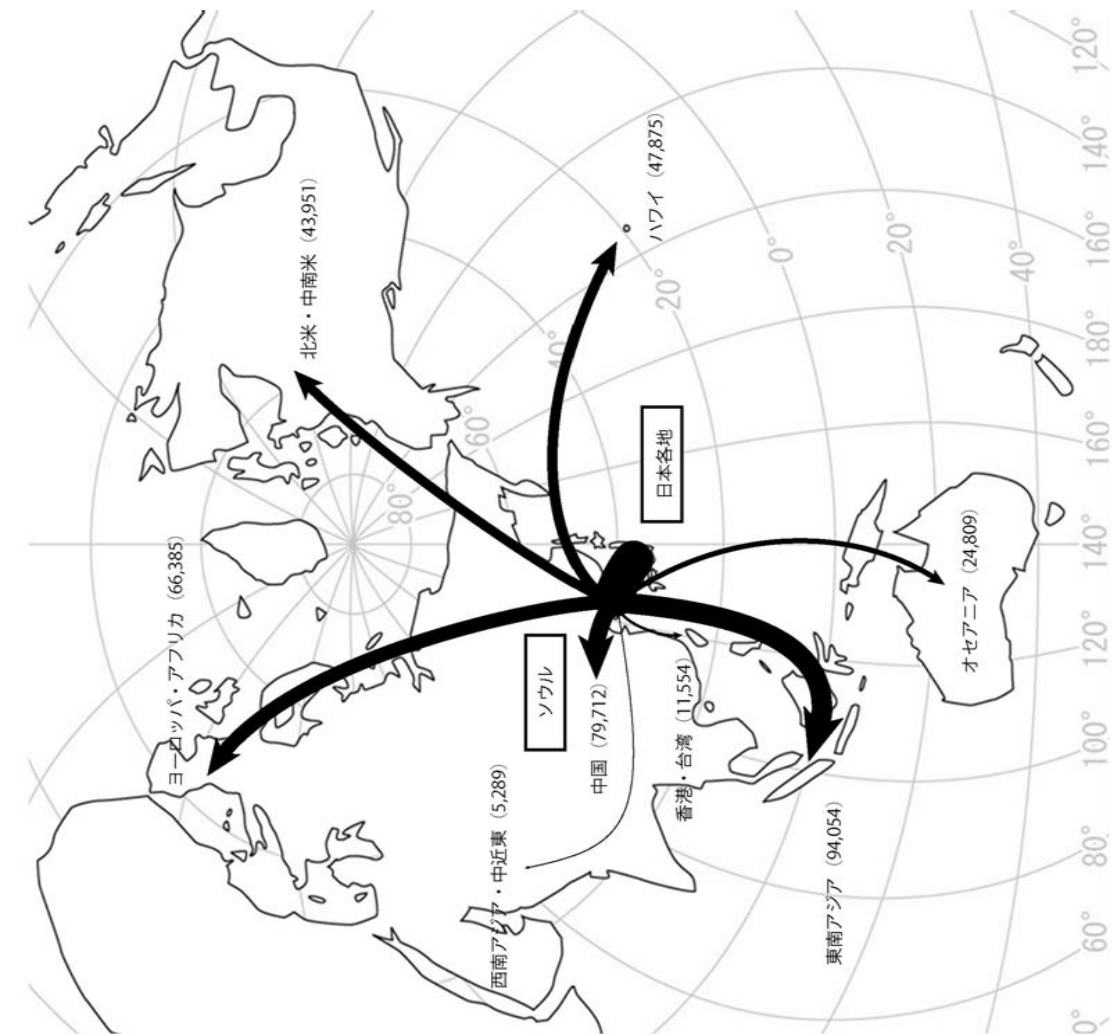 北米・中南米（43,951）
ハワイ（47,875）
ヨーロッパ・アフリカ（66,385）
日本各地
ソウル
中国（79,712）
香港・台湾（11,554）
西南アジア・中近東（5,289）
東南アジア（94,054）
オセアニア（24,809）
80°
60°
40°
20°
0°
20°
40°
120°
140°
160°
180°
160°
140°
120°
100°
80°
60°